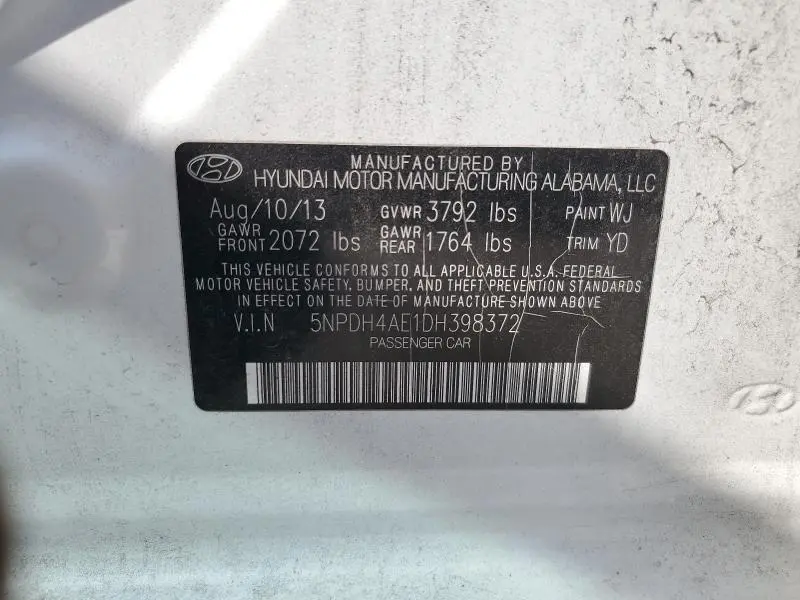 MANUFACTURED BY
HYUNDAI MOTOR MANUFACTURING ALABAMA, LLC
Aug/10/13 GVWR 3792 lbs PAINT WJ
GAWR FRONT 2072 lbs GAWR REAR 1764 lbs TRIM YD
THIS VEHICLE CONFORMS TO ALL APPLICABLE U.S.A. FEDERAL
MOTOR VEHICLE SAFETY, BUMPER, AND THEFT PREVENTION STANDARDS
IN EFFECT ON THE DATE OF MANUFACTURE SHOWN ABOVE
V.I.N 5NPDH4AE1DH398372
PASSENGER CAR